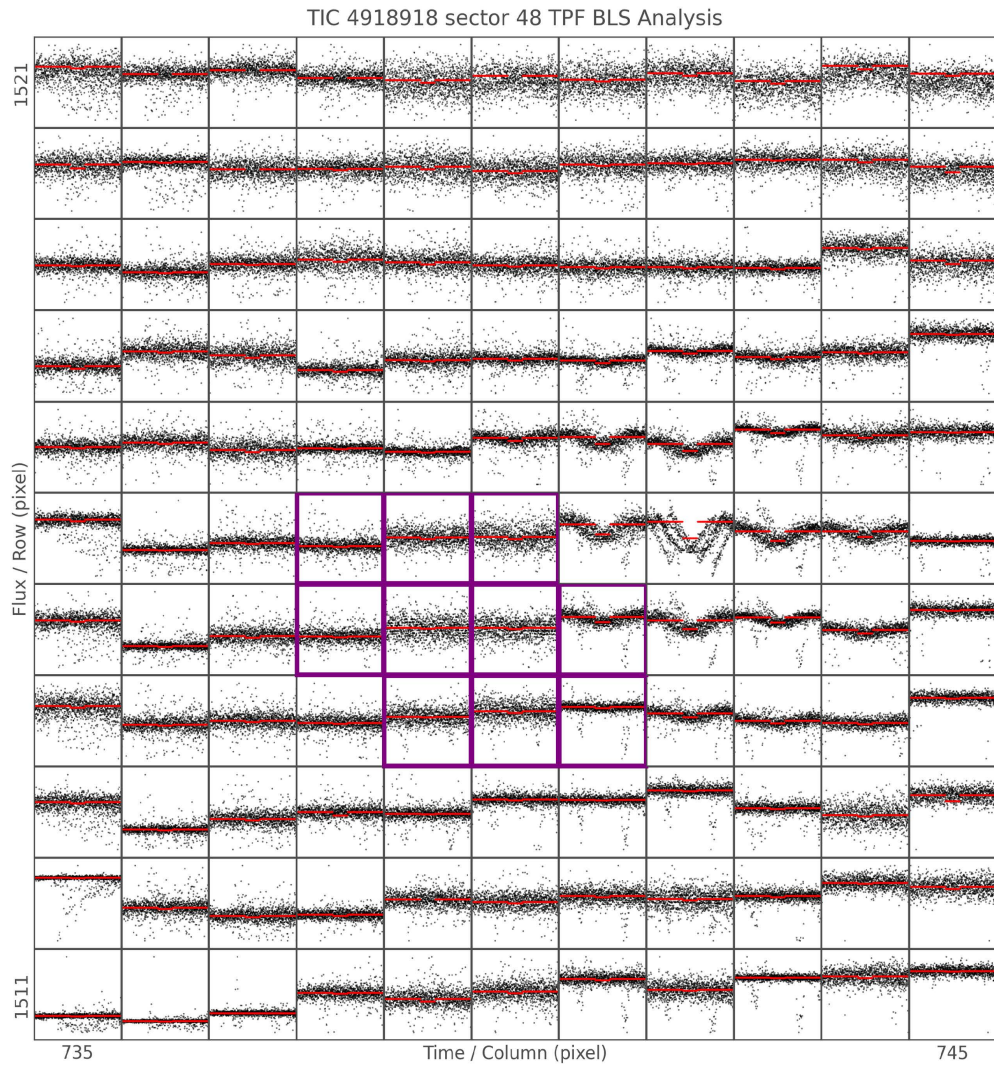 TIC 4918918 sector 48 TPF BLS Analysis
1521
Flux / Row (pixel)
1511
735
Time / Column (pixel)
745